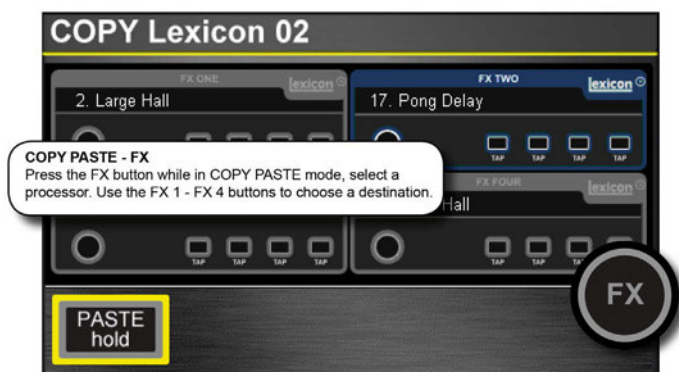 COPY Lexicon 02
FX ONE
lexicon
2. Large Hall
FX TWO
lexicon
17. Pong Delay
TAP TAP TAP TAP
COPY PASTE - FX
Press the FX button while in COPY PASTE mode, select a
processor. Use the FX 1 - FX 4 buttons to choose a destination.
TAP TAP TAP TAP
FX FOUR
lexicon
Hall
TAP TAP TAP
FX
PASTE
hold